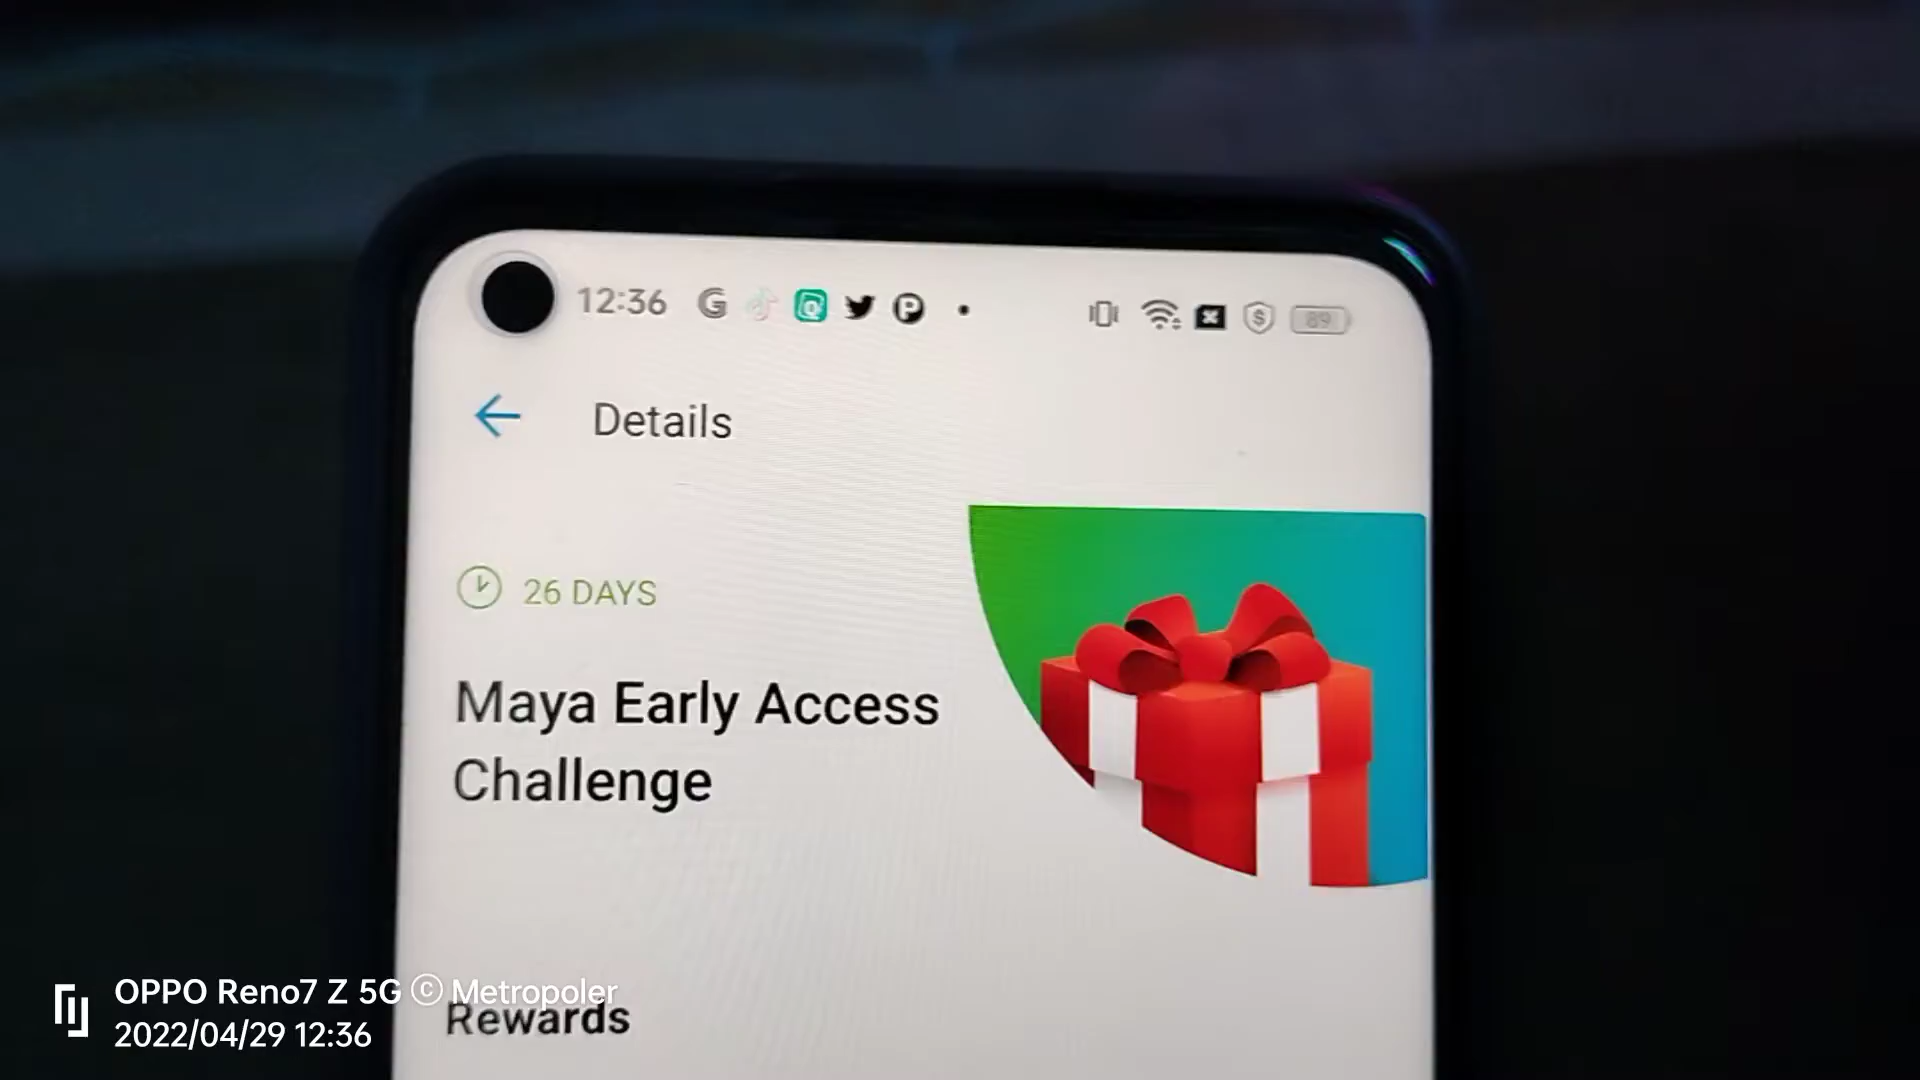 12:36
89
Details
26 DAYS
Maya Early Access
Challenge
Rewards
OPPO Reno7 Z 5G © Metropoler
2022/04/29 12:36